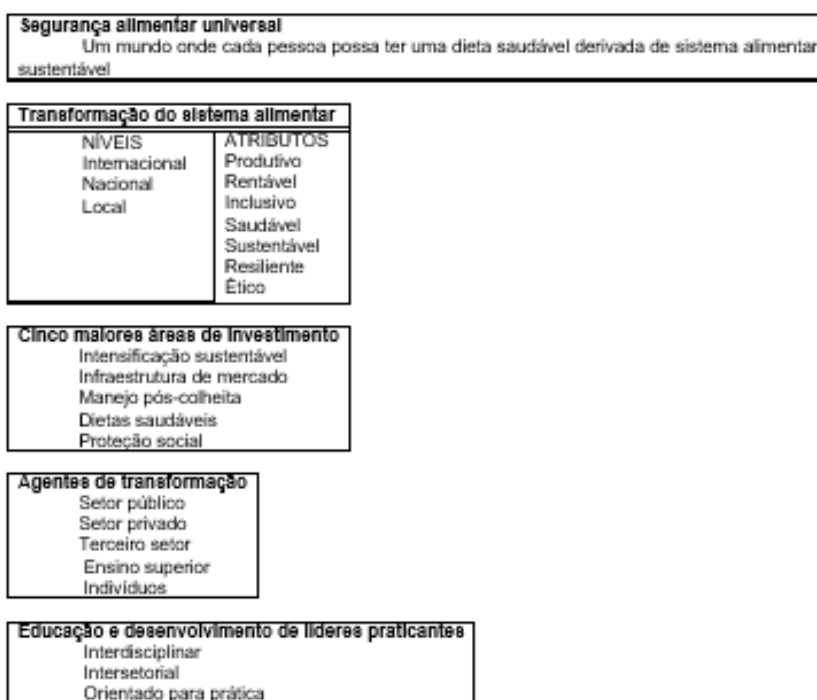 Segurança alimentar universal
Um mundo onde cada pessoa possa ter uma dieta saudável derivada de sistema alimentar
sustentável
Transformação do sistema alimentar
NÍVEIS
Internacional
Nacional
Local
ATRIBUTOS
Produtivo
Rentável
Inclusivo
Saudável
Sustentável
Resiliente
Ético
Cinco maiores áreas de investimento
Intensificação sustentável
Infraestrutura de mercado
Manejo pós-colheita
Dietas saudáveis
Proteção social
Agentes de transformação
Setor público
Setor privado
Terceiro setor
Ensino superior
Indivíduos
Educação e desenvolvimento de líderes praticantes
Interdisciplinar
Intersetorial
Orientado para prática